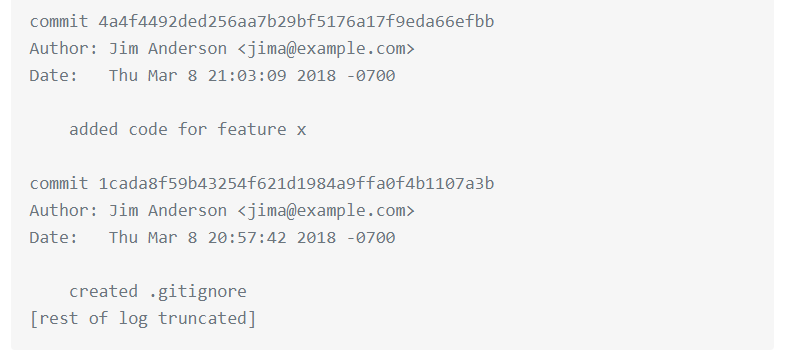 commit 4a4f4492ded256aa7b29bf5176a17f9eda66efbb
Author: Jim Anderson <jima@example.com>
Date:   Thu Mar 8 21:03:09 2018 -0700
    added code for feature x
commit 1cada8f59b43254f621d1984a9ffa0f4b1107a3b
Author: Jim Anderson <jima@example.com>
Date:   Thu Mar 8 20:57:42 2018 -0700
    created .gitignore
[rest of log truncated]